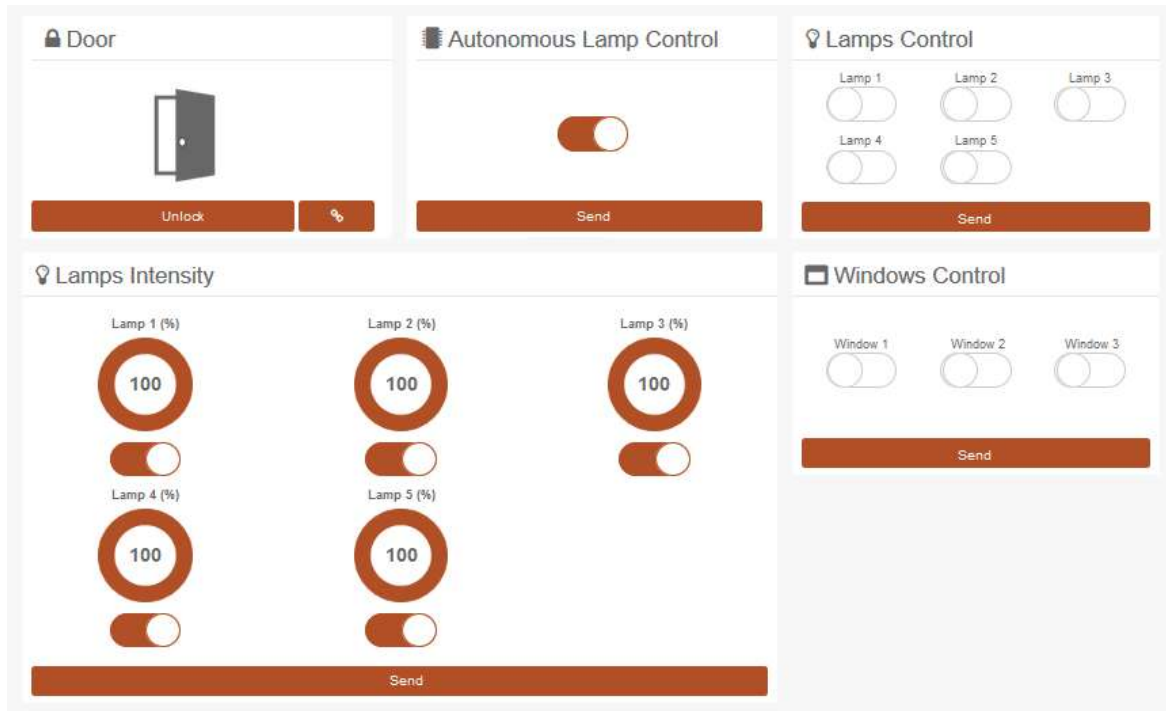 Door
Autonomous Lamp Control
Lamps Control
Lamp 1
Lamp 2
Lamp 3
Lamp 4
Lamp 5
Unlock
Send
Send
Lamps Intensity
Lamp 1 (%)
Lamp 2 (%)
Lamp 3 (%)
100
100
100
Lamp 4 (%)
Lamp 5 (%)
100
100
Send
Windows Control
Window 1
Window 2
Window 3
Send